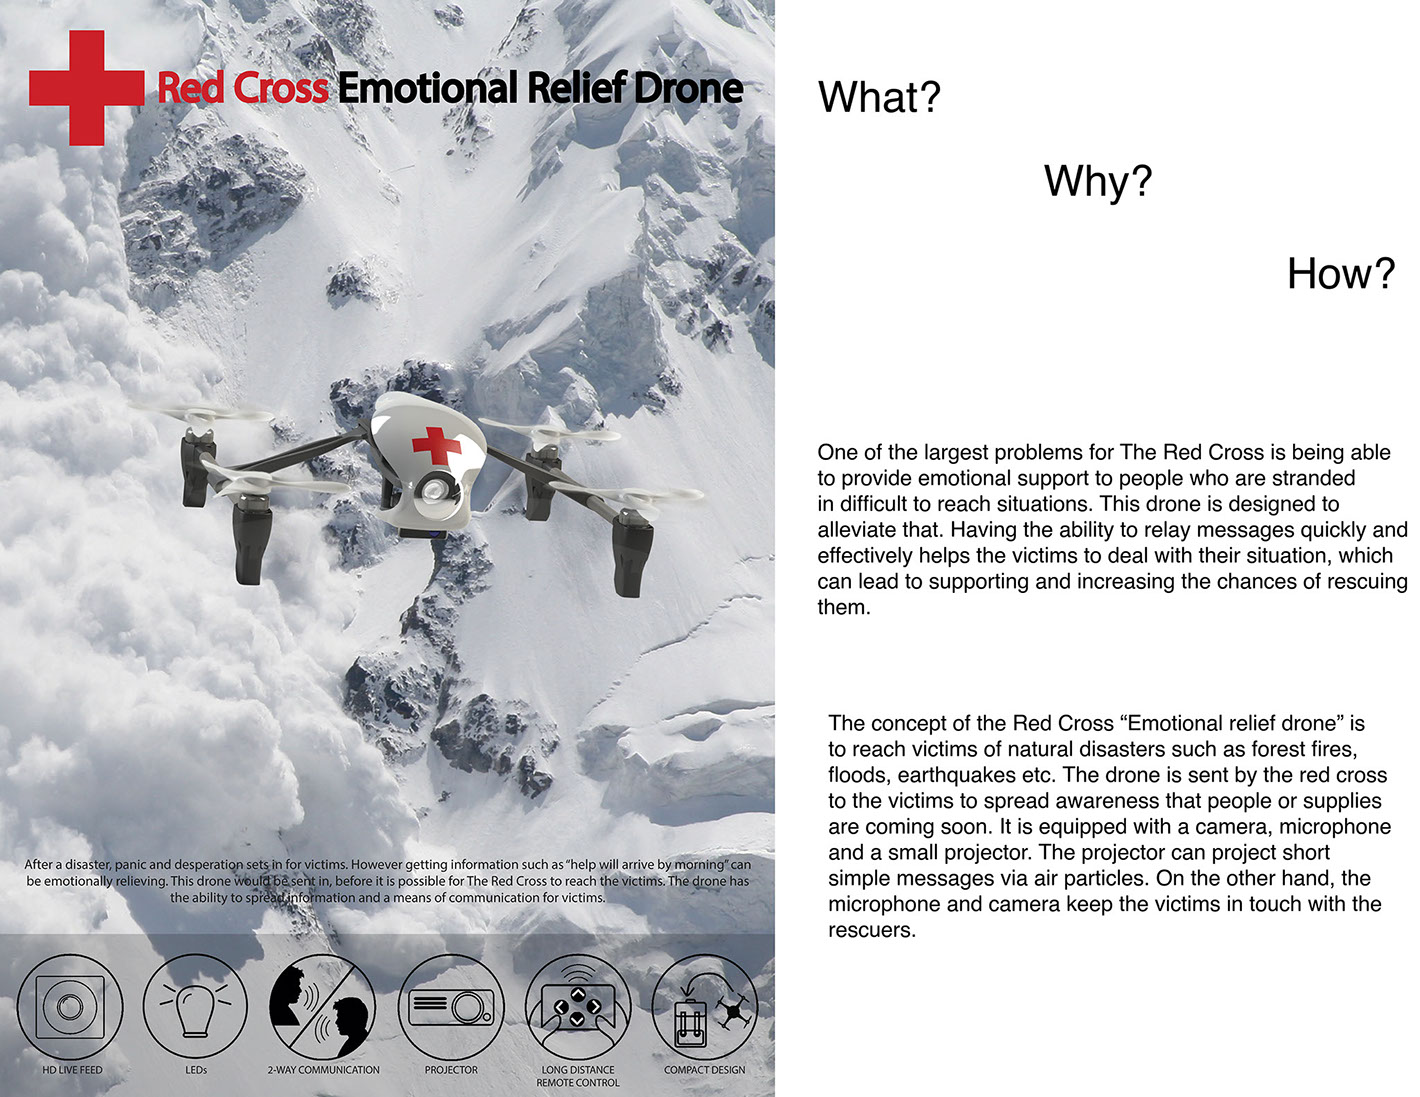 Red Cross Emotional Relief Drone
After a disaster, panic and desperation sets in for victims. However getting information such as “help will arrive by morning” can
be emotionally relieving. This drone would be sent in, before it is possible for The Red Cross to reach the victims. The drone has
the ability to spread information and a means of communication for victims.
HD LIVE FEED
LEDs
2-WAY COMMUNICATION
PROJECTOR
LONG DISTANCE
REMOTE CONTROL
COMPACT DESIGN
What?
Why?
How?
One of the largest problems for The Red Cross is being able
to provide emotional support to people who are stranded
in difficult to reach situations. This drone is designed to
alleviate that. Having the ability to relay messages quickly and
effectively helps the victims to deal with their situation, which
can lead to supporting and increasing the chances of rescuing
them.
The concept of the Red Cross “Emotional relief drone” is
to reach victims of natural disasters such as forest fires,
floods, earthquakes etc. The drone is sent by the red cross
to the victims to spread awareness that people or supplies
are coming soon. It is equipped with a camera, microphone
and a small projector. The projector can project short
simple messages via air particles. On the other hand, the
microphone and camera keep the victims in touch with the
rescuers.